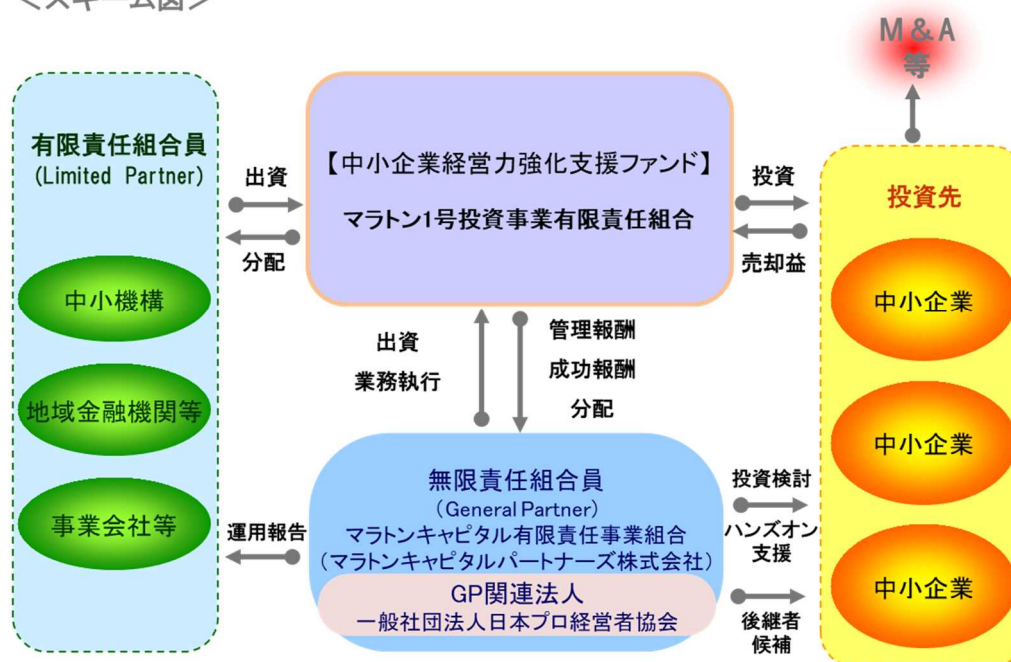 ＜スキーム図＞
M＆A
等
有限責任組合員
(Limited Partner)
中小機構
地域金融機関等
事業会社等
出資
分配
【中小企業経営力強化支援ファンド】
マラトン1号投資事業有限責任組合
投資
売却益
投資先
中小企業
中小企業
中小企業
出資
業務執行
管理報酬
成功報酬
分配
運用報告
無限責任組合員
(General Partner)
マラトンキャピタル有限責任事業組合
(マラトンキャピタルパートナーズ株式会社)
GP関連法人
一般社団法人日本プロ経営者協会
投資検討
ハンズオン
支援
後継者
候補